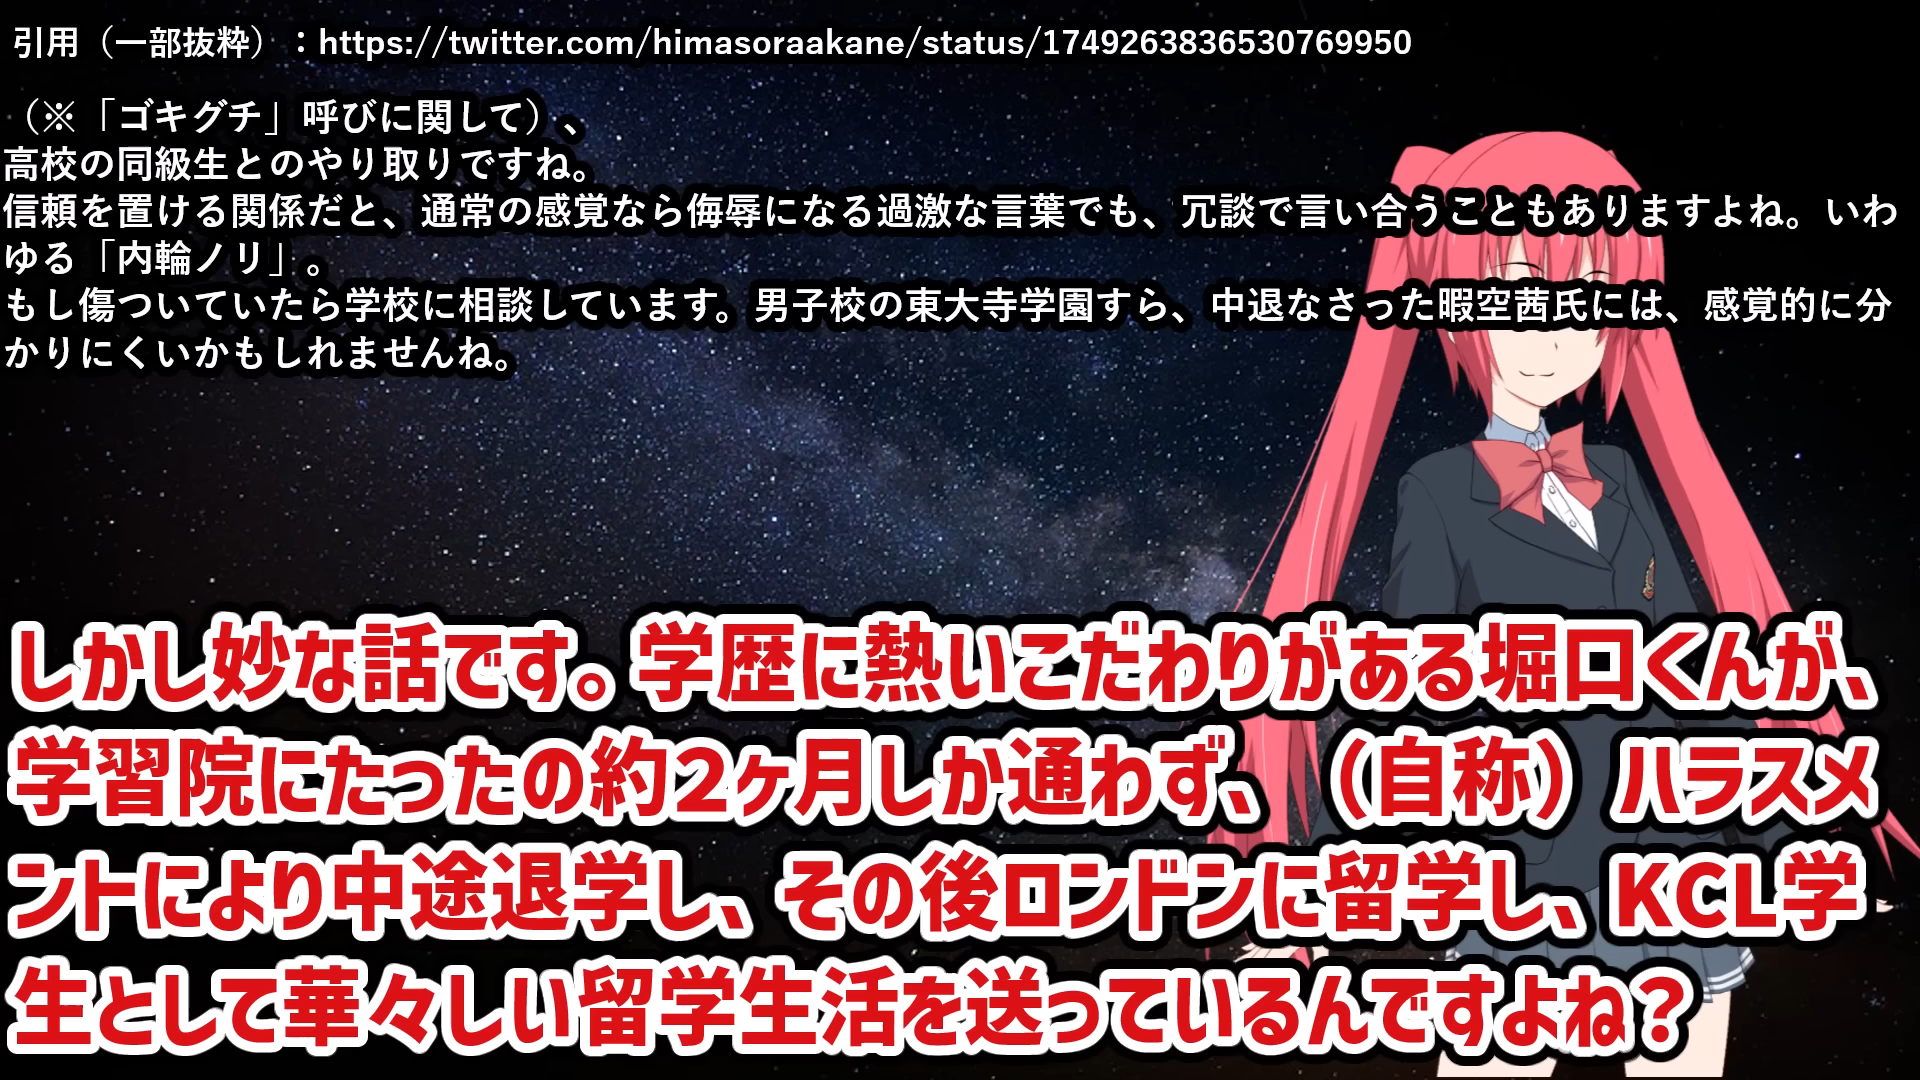 引用（一部抜粋）：https://twitter.com/himasoraakane/status/1749263836530769950
（※「ゴキグチ」呼びに関して）、
高校の同級生とのやり取りですね。
信頼を置ける関係だと、通常の感覚なら侮辱になる過激な言葉でも、冗談で言い合うこともありますよね。いわ
ゆる「内輪ノリ」。
もし傷ついていたら学校に相談しています。男子校の東大寺学園すら、中退なさった暇空茜氏には、感覚的に分
かりにくいかもしれませんね。
しかし妙な話です。学歴に熱いこだわりがある堀口くんが、
学習院にたったの約２ヶ月しか通わず、（自称）ハラスメ
ントにより中途退学し、その後ロンドンに留学し、KCL学
生として華々しい留学生活を送っているんですよね？